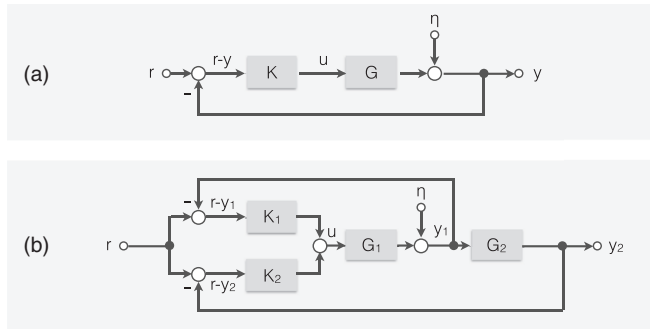 η
(a) r r-y K u G y
-
- r-y₁ K₁ η
u y₁
(b) r G₁ G₂ y₂
K₂
- r-y₂